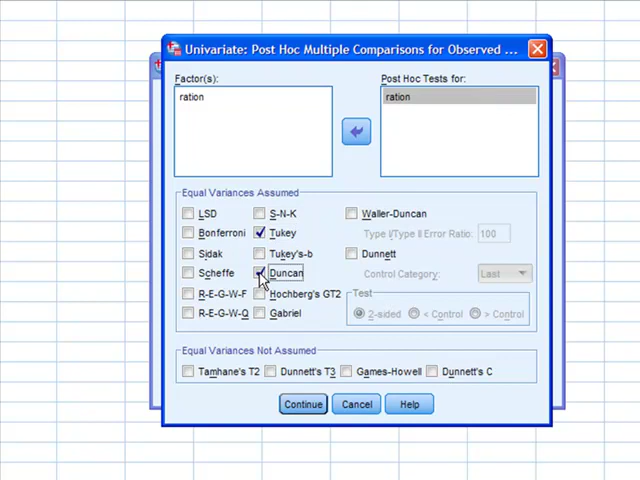 Univariate: Post Hoc Multiple Comparisons for Observed ...
Factor(s):
Post Hoc Tests for:
ration
ration
Equal Variances Assumed
LSD
S-N-K
Waller-Duncan
Bonferroni
Tukey
Type I/Type II Error Ratio: 100
Sidak
Tukey's-b
Dunnett
Scheffe
Duncan
Control Category: Last
R-E-G-W-F
Hochberg's GT2
Test
R-E-G-W-Q
Gabriel
2-sided
< Control
> Control
Equal Variances Not Assumed
Tamhane's T2
Dunnett's T3
Games-Howell
Dunnett's C
Continue
Cancel
Help